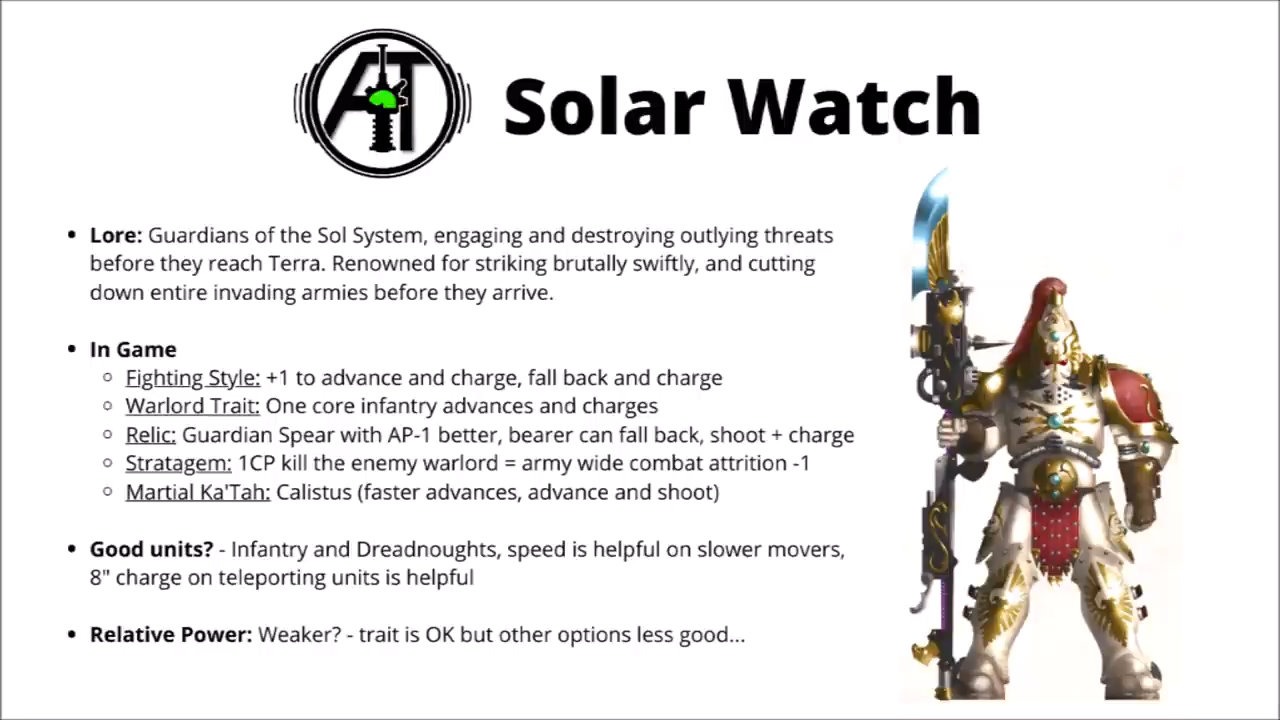 AT
Solar Watch
• Lore: Guardians of the Sol System, engaging and destroying outlying threats
before they reach Terra. Renowned for striking brutally swiftly, and cutting
down entire invading armies before they arrive.
• In Game
○ Fighting Style: +1 to advance and charge, fall back and charge
○ Warlord Trait: One core infantry advances and charges
○ Relic: Guardian Spear with AP-1 better, bearer can fall back, shoot + charge
○ Stratagem: 1CP kill the enemy warlord = army wide combat attrition -1
○ Martial Ka'Tah: Calistus (faster advances, advance and shoot)
• Good units? - Infantry and Dreadnoughts, speed is helpful on slower movers,
8" charge on teleporting units is helpful
• Relative Power: Weaker? - trait is OK but other options less good...